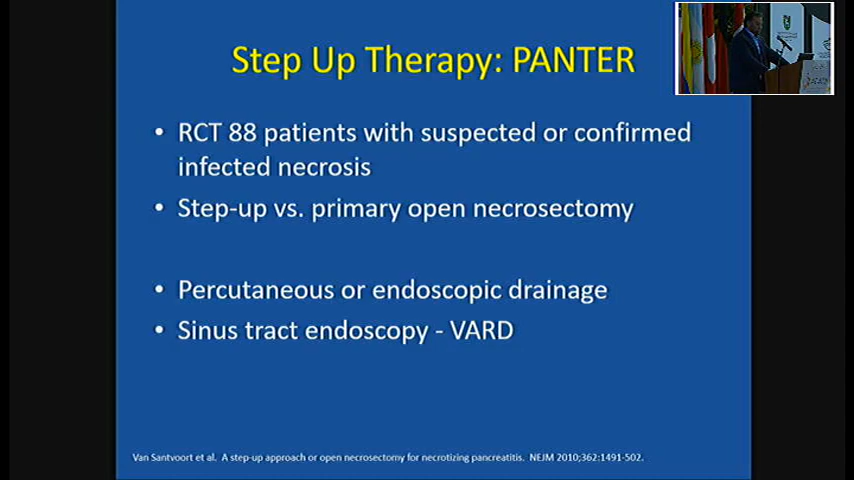 Step Up Therapy: PANTER
• RCT 88 patients with suspected or confirmed
infected necrosis
• Step-up vs. primary open necrosectomy
• Percutaneous or endoscopic drainage
• Sinus tract endoscopy - VARD
Van Santvoort et al. A step-up approach or open necrosectomy for necrotizing pancreatitis. NEJM 2010;362:1491-502.